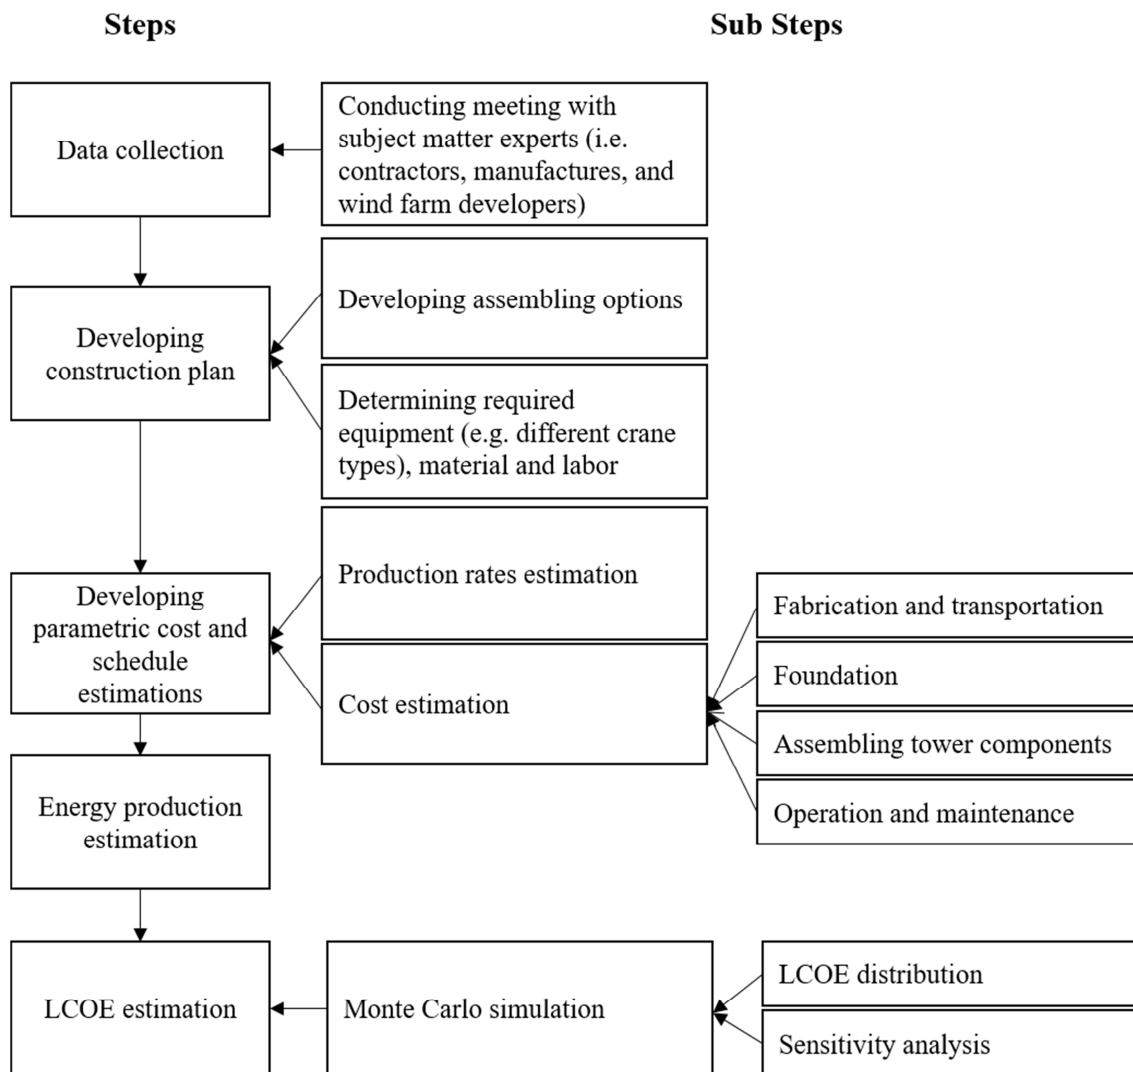 Steps
Sub Steps
Data collection
Conducting meeting with
subject matter experts (i.e.
contractors, manufactures, and
wind farm developers)
Developing
construction plan
Developing assembling options
Determining required
equipment (e.g. different crane
types), material and labor
Developing
parametric cost and
schedule
estimations
Production rates estimation
Cost estimation
Fabrication and transportation
Foundation
Assembling tower components
Operation and maintenance
Energy production
estimation
LCOE estimation
Monte Carlo simulation
LCOE distribution
Sensitivity analysis